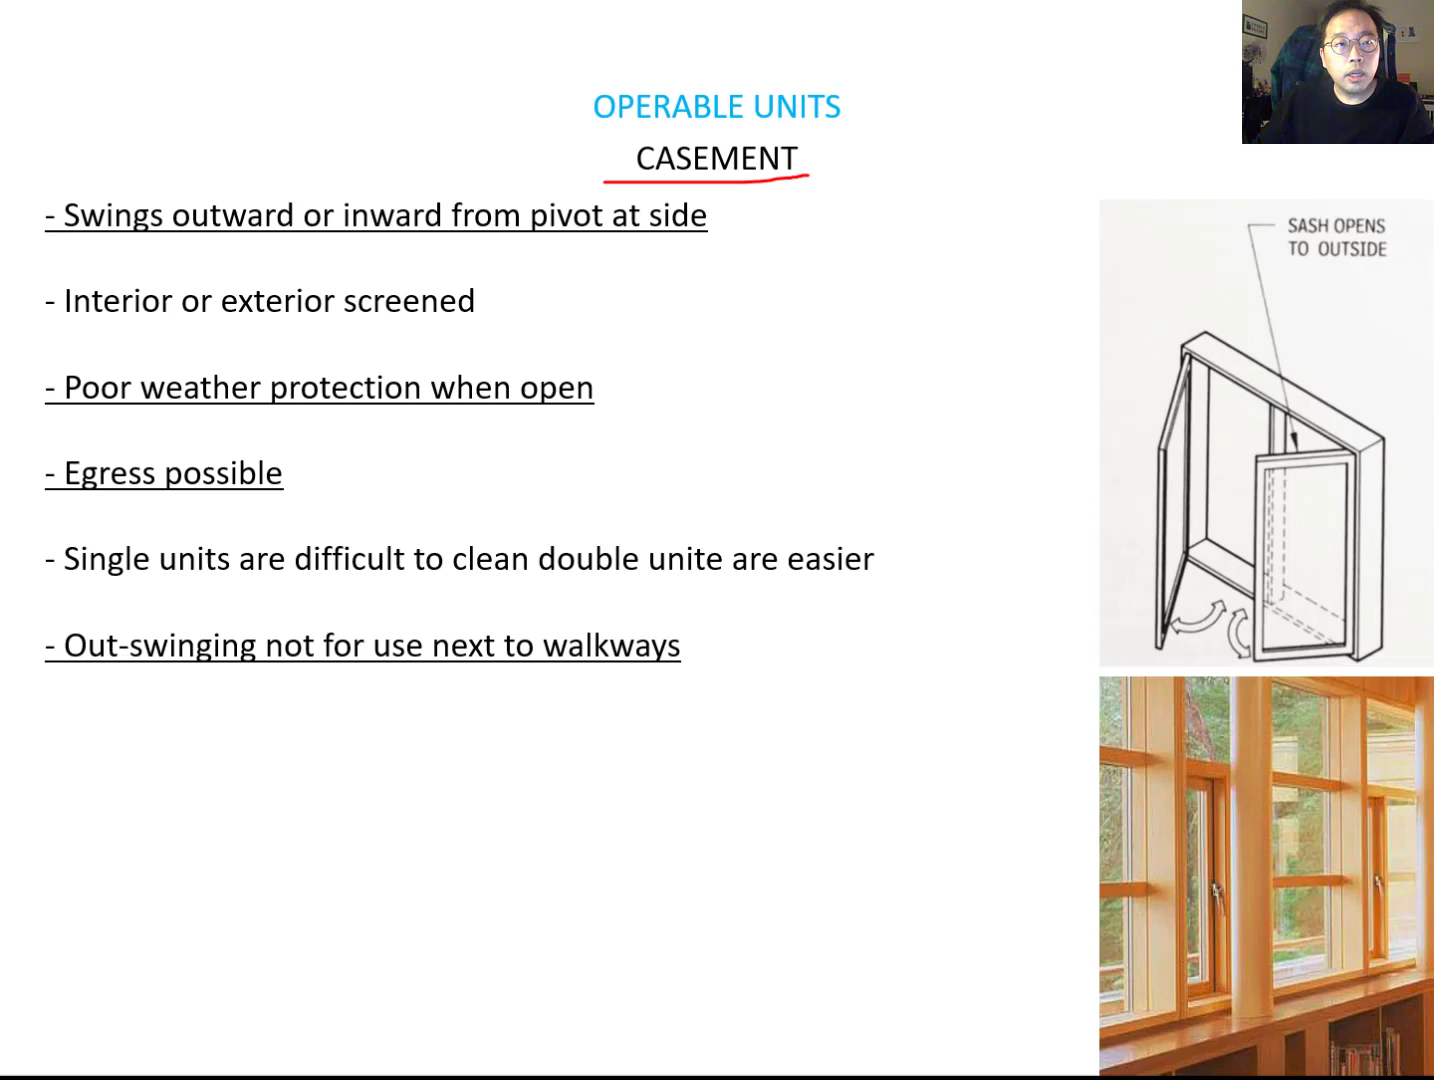 OPERABLE UNITS
CASEMENT
- Swings outward or inward from pivot at side
- Interior or exterior screened
- Poor weather protection when open
- Egress possible
- Single units are difficult to clean double unite are easier
- Out-swinging not for use next to walkways
SASH OPENS
TO OUTSIDE